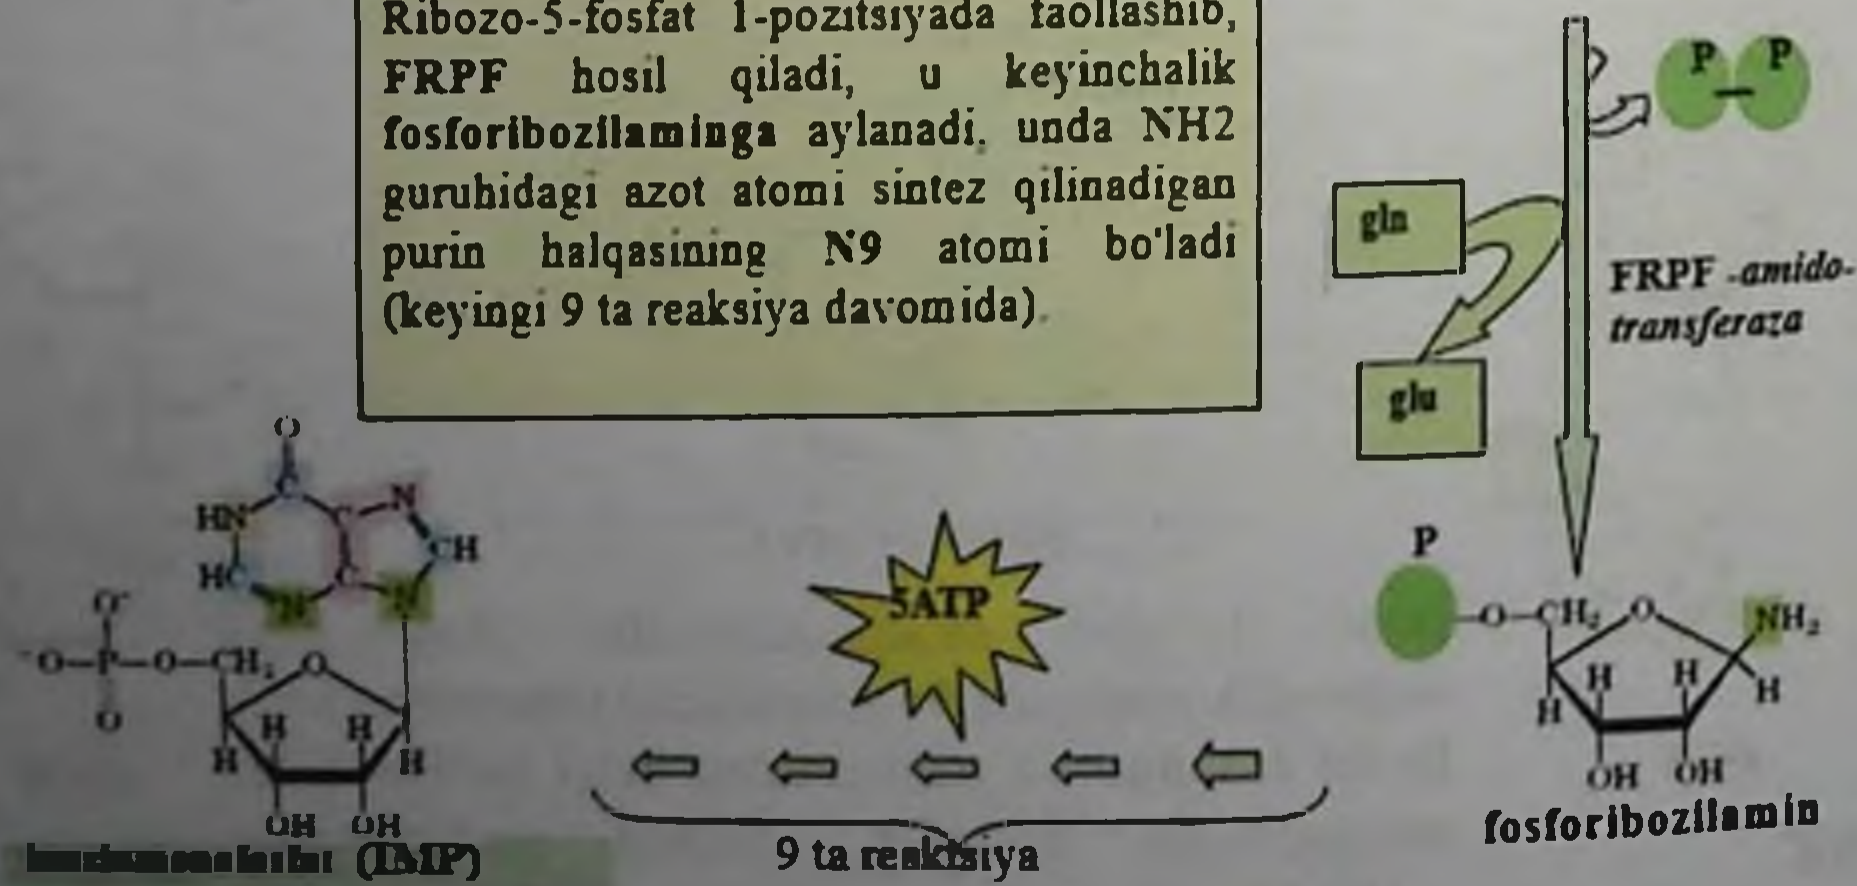 Ribozo-5-fosfat 1-pozitsiyada faollashib,
FRPF hosil qiladi, u keyinchalik
fosforibozilaminga aylanadi. unda NH2
guruhidagi azot atomi sintez qilinadigan
purin halqasining N9 atomi bo'ladi
(keyingi 9 ta reaksiya davomida).
P P
gln
FRPF -amido-
transferaza
glu
O
C
HN
C
N
CH
HC
N
C
N
O-
-O-P-O-CH2
O
O
H H
H H
OH OH
(IMP)
5ATP
9 ta reaktsiya
P
O-CH2
O
NH2
H H
H H
OH OH
fosforibozilamin